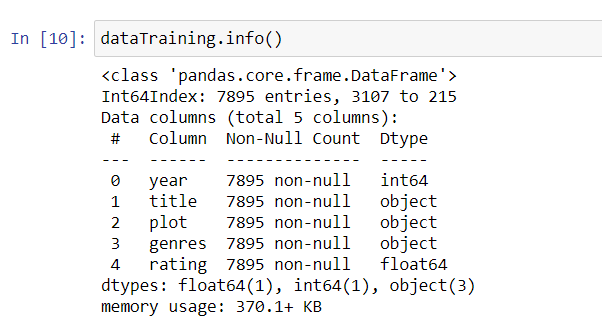 In [10]: dataTraining.info()
<class 'pandas.core.frame.DataFrame'>
Int64Index: 7895 entries, 3107 to 215
Data columns (total 5 columns):
 #   Column  Non-Null Count  Dtype
---  ------  --------------  -----
 0   year    7895 non-null   int64
 1   title   7895 non-null   object
 2   plot    7895 non-null   object
 3   genres  7895 non-null   object
 4   rating  7895 non-null   float64
dtypes: float64(1), int64(1), object(3)
memory usage: 370.1+ KB